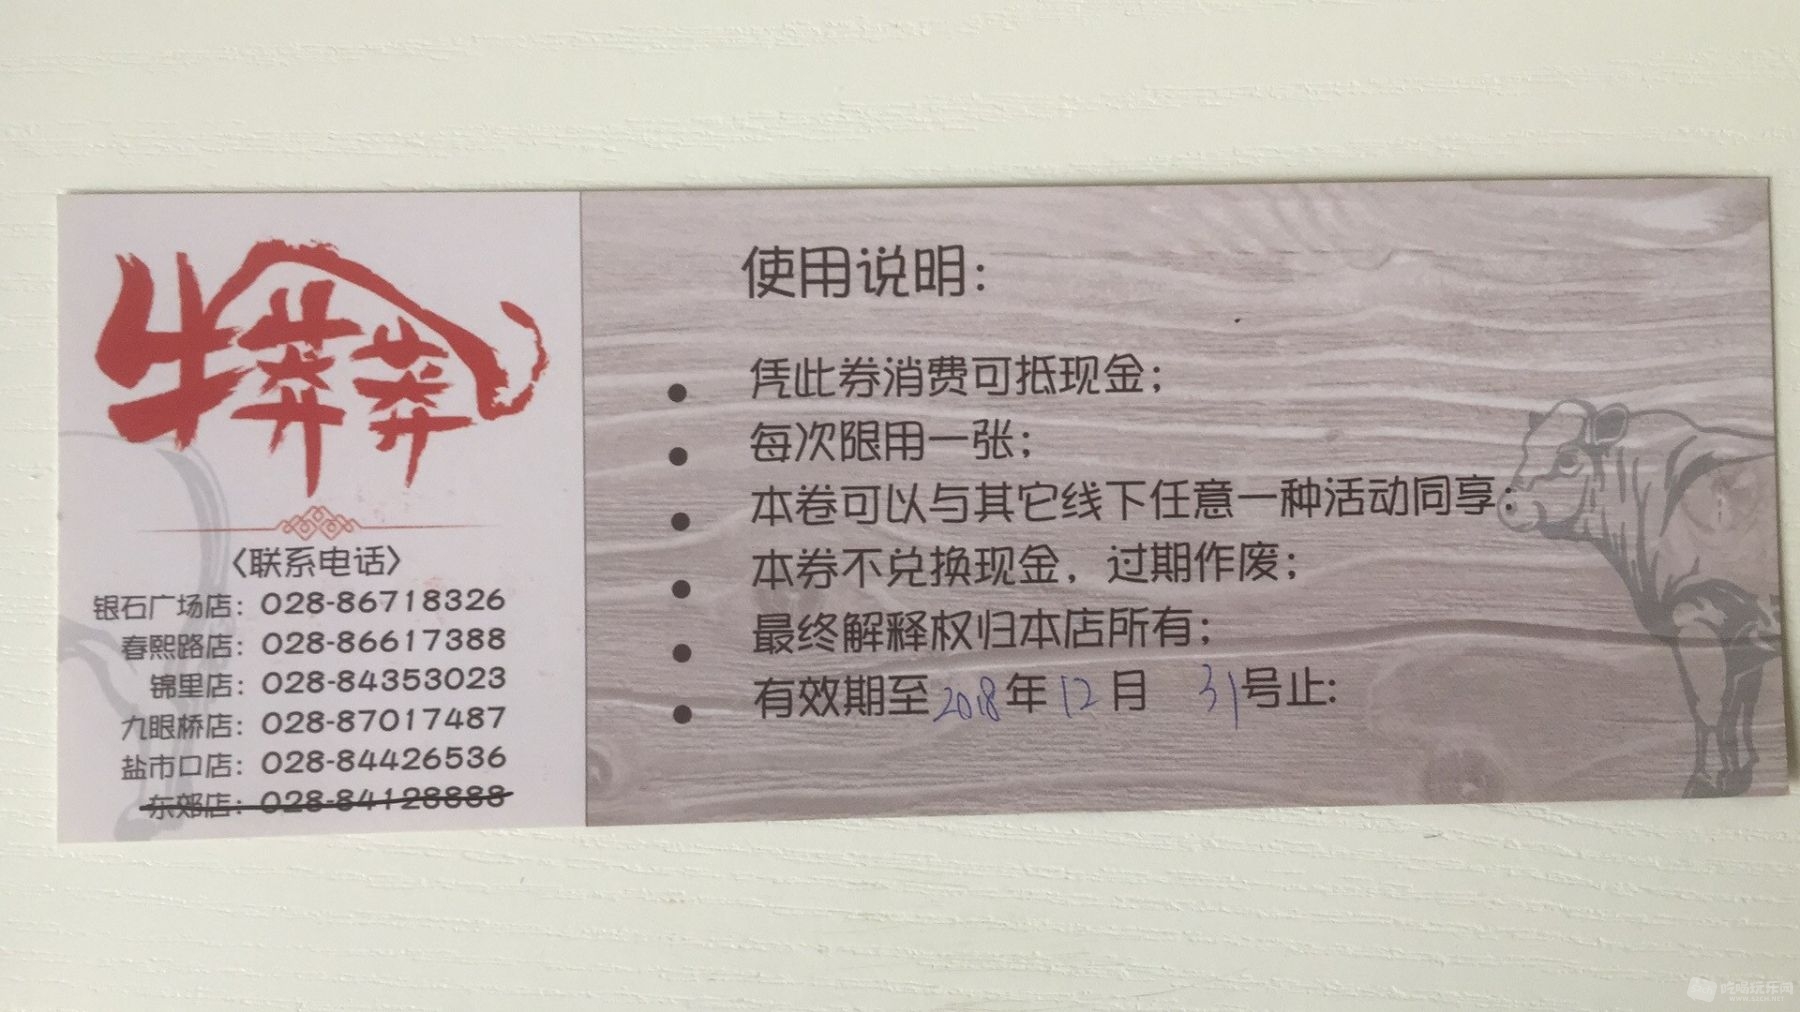 牛莽莽
〈联系电话〉
银石广场店：028-86718326
春熙路店：028-86617388
锦里店：028-84353023
九眼桥店：028-87017487
盐市口店：028-84426536
东郊店：028-84128888
使用说明：
● 凭此券消费可抵现金；
● 每次限用一张；
● 本卷可以与其它线下任意一种活动同享；
● 本券不兑换现金，过期作废；
● 最终解释权归本店所有；
● 有效期至2018年12月 31号止：
吃喝玩乐网